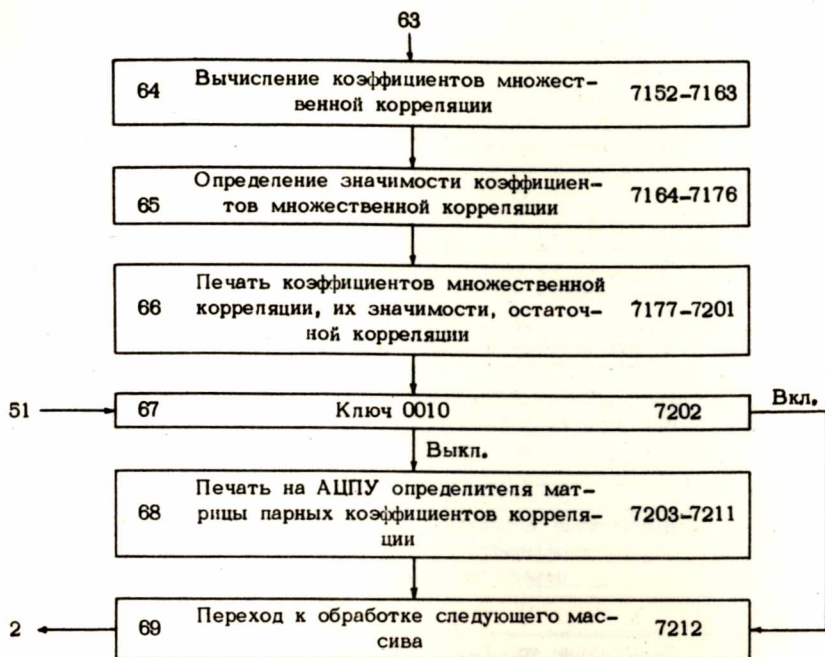 63
64 Вычисление коэффициентов множест- 7152-7163
венной корреляции
65 Определение значимости коэффициен- 7164-7176
тов множественной корреляции
Печать коэффициентов множественной
66 корреляции, их значимости, остаточ- 7177-7201
ной корреляции
51 67 Ключ 0010 7202 Вкл.
Выкл.
Печать на АЦПУ определителя мат-
68 рицы парных коэффициентов корреля- 7203-7211
ции
2 69 Переход к обработке следующего мас- 7212
сива